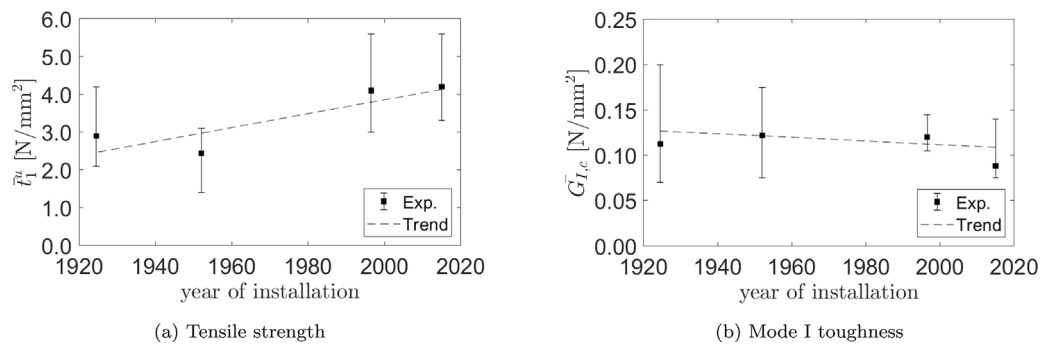 6.0
5.0
4.0
3.0
2.0
1.0
0.0
t̄₁ᵘ [N/mm²]
1920 1940 1960 1980 2000 2020
year of installation
Exp.
Trend
(a) Tensile strength
0.25
0.20
0.15
0.10
0.05
0.00
Ḡ_{I,c} [N/mm²]
1920 1940 1960 1980 2000 2020
year of installation
Exp.
Trend
(b) Mode I toughness